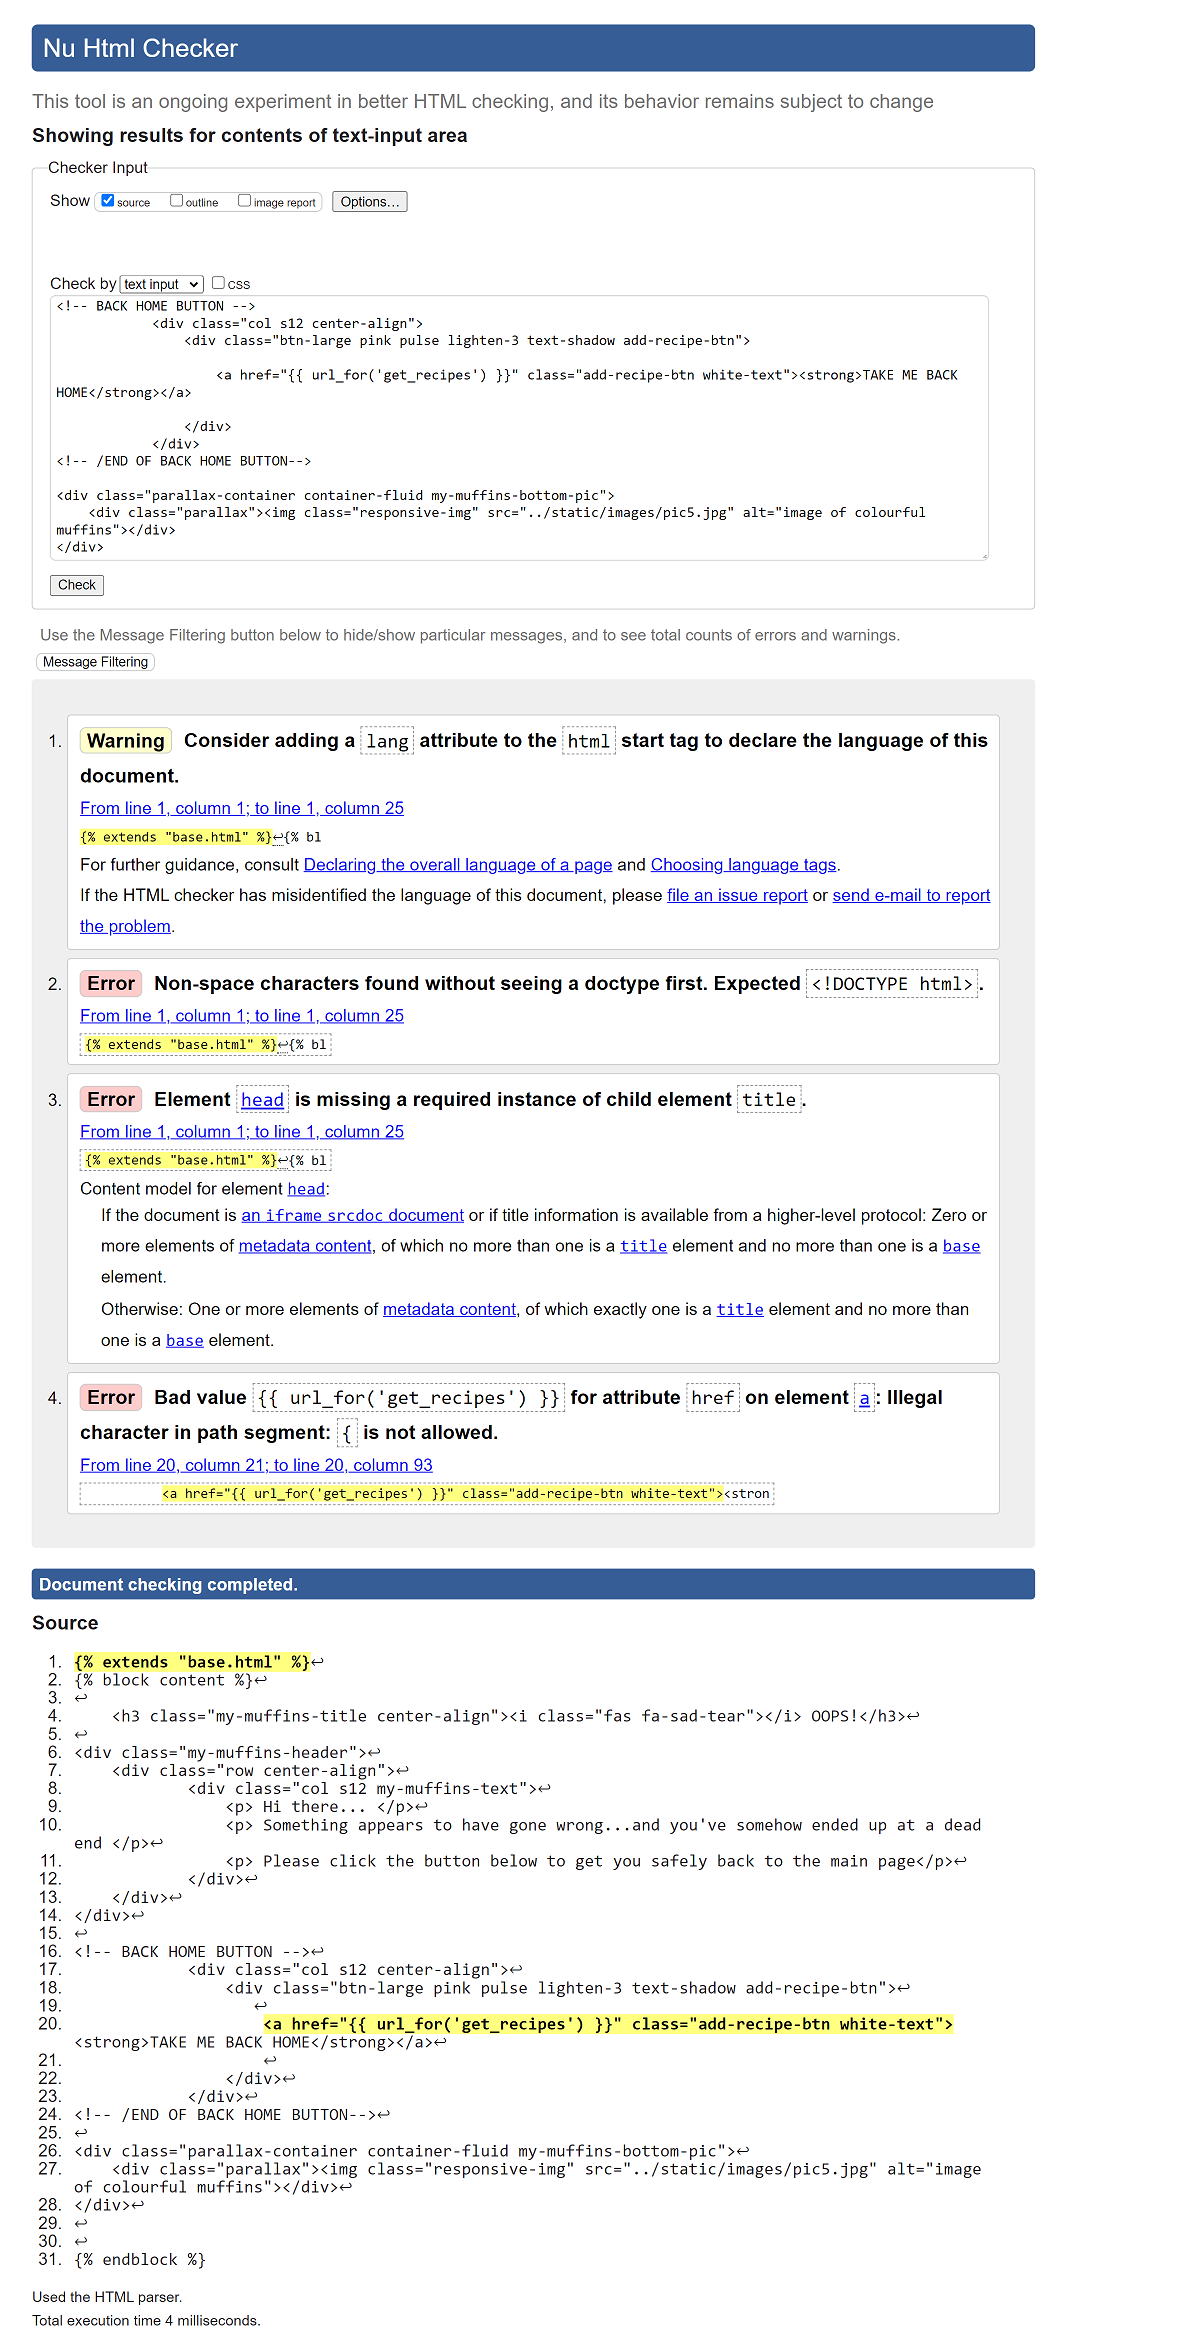 Nu Html Checker
This tool is an ongoing experiment in better HTML checking, and its behavior remains subject to change
Showing results for contents of text-input area
Checker Input
Show source outline image report Options...
Check by text input css
<!-- BACK HOME BUTTON -->
            <div class="col s12 center-align">
                <div class="btn-large pink pulse lighten-3 text-shadow add-recipe-btn">
                    <a href="{{ url_for('get_recipes') }}" class="add-recipe-btn white-text"><strong>TAKE ME BACK
HOME</strong></a>
                </div>
            </div>
<!-- /END OF BACK HOME BUTTON-->
<div class="parallax-container container-fluid my-muffins-bottom-pic">
    <div class="parallax"><img class="responsive-img" src="../static/images/pic5.jpg" alt="image of colourful
muffins"></div>
</div>
Check
Use the Message Filtering button below to hide/show particular messages, and to see total counts of errors and warnings.
Message Filtering
1. Warning Consider adding a lang attribute to the html start tag to declare the language of this
document.
From line 1, column 1; to line 1, column 25
{% extends "base.html" %}↩{% bl
For further guidance, consult Declaring the overall language of a page and Choosing language tags.
If the HTML checker has misidentified the language of this document, please file an issue report or send e-mail to report
the problem.
2. Error Non-space characters found without seeing a doctype first. Expected <!DOCTYPE html>.
From line 1, column 1; to line 1, column 25
{% extends "base.html" %}↩{% bl
3. Error Element head is missing a required instance of child element title.
From line 1, column 1; to line 1, column 25
{% extends "base.html" %}↩{% bl
Content model for element head:
If the document is an iframe srcdoc document or if title information is available from a higher-level protocol: Zero or
more elements of metadata content, of which no more than one is a title element and no more than one is a base
element.
Otherwise: One or more elements of metadata content, of which exactly one is a title element and no more than
one is a base element.
4. Error Bad value {{ url_for('get_recipes') }} for attribute href on element a: Illegal
character in path segment: { is not allowed.
From line 20, column 21; to line 20, column 93
<a href="{{ url_for('get_recipes') }}" class="add-recipe-btn white-text"><stron
Document checking completed.
Source
1. {% extends "base.html" %}↩
2. {% block content %}↩
3. ↩
4.     <h3 class="my-muffins-title center-align"><i class="fas fa-sad-tear"></i> OOPS!</h3>↩
5. ↩
6. <div class="my-muffins-header">↩
7.     <div class="row center-align">↩
8.             <div class="col s12 my-muffins-text">↩
9.                 <p> Hi there... </p>↩
10.                 <p> Something appears to have gone wrong...and you've somehow ended up at a dead
end </p>↩
11.                 <p> Please click the button below to get you safely back to the main page</p>↩
12.             </div>↩
13.     </div>↩
14. </div>↩
15. ↩
16. <!-- BACK HOME BUTTON -->↩
17.             <div class="col s12 center-align">↩
18.                 <div class="btn-large pink pulse lighten-3 text-shadow add-recipe-btn">↩
19.                    ↩
20.                     <a href="{{ url_for('get_recipes') }}" class="add-recipe-btn white-text">
<strong>TAKE ME BACK HOME</strong></a>↩
21.                     ↩
22.                 </div>↩
23.             </div>↩
24. <!-- /END OF BACK HOME BUTTON-->↩
25. ↩
26. <div class="parallax-container container-fluid my-muffins-bottom-pic">↩
27.     <div class="parallax"><img class="responsive-img" src="../static/images/pic5.jpg" alt="image
of colourful muffins"></div>↩
28. </div>↩
29. ↩
30. ↩
31. {% endblock %}
Used the HTML parser.
Total execution time 4 milliseconds.